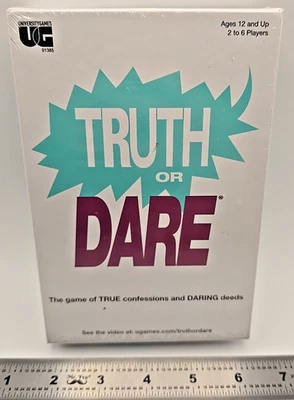 UNIVERSITYGAMES
UG
01385
Ages 12 and Up
2 to 6 Players
TRUTH
OR
DARE®
The game of TRUE confessions and DARING deeds
See the video at: ugames.com/truthordare
1 2 3 4 5 6 7 8